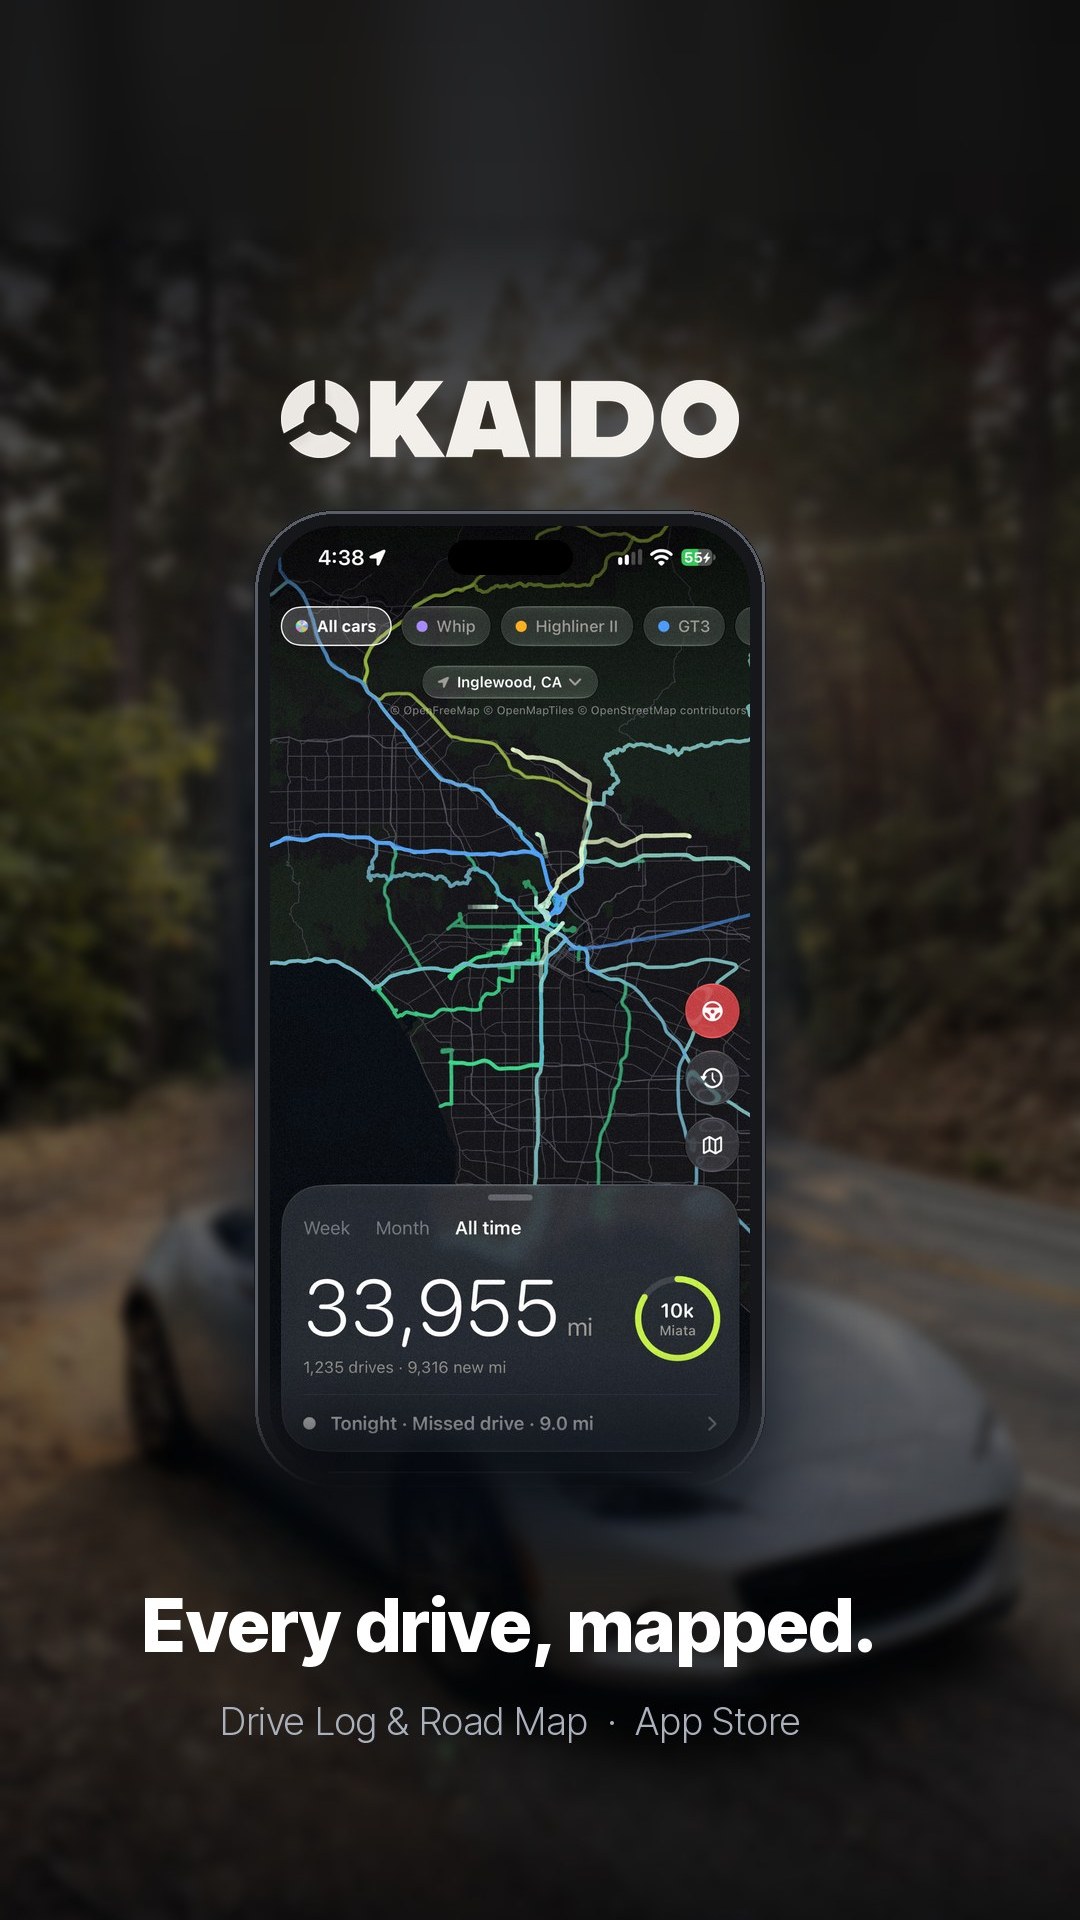 KAIDO
4:38
55
All cars
Whip
Highliner II
GT3
Inglewood, CA
© OpenFreeMap © OpenMapTiles © OpenStreetMap contributors
Week
Month
All time
33,955 mi
10k
Miata
1,235 drives · 9,316 new mi
Tonight · Missed drive · 9.0 mi
Every drive, mapped.
Drive Log & Road Map · App Store